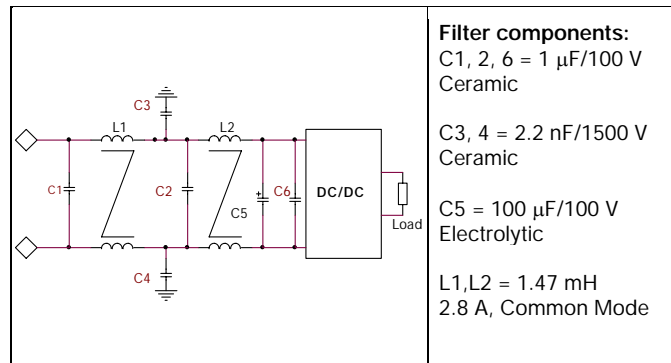 C3
L1
L2
C1
C2
+
C6
C5
DC/DC
Load
C4
Filter components:
C1, 2, 6 = 1 μF/100 V
Ceramic
C3, 4 = 2.2 nF/1500 V
Ceramic
C5 = 100 μF/100 V
Electrolytic
L1,L2 = 1.47 mH
2.8 A, Common Mode